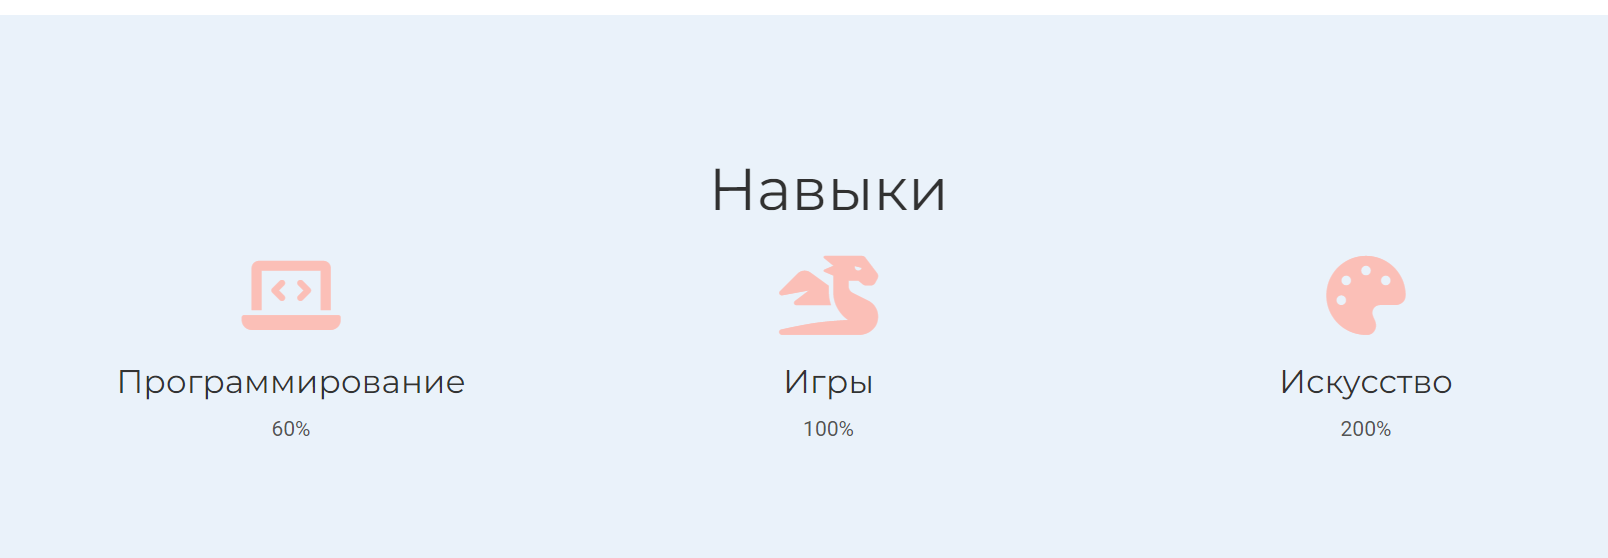 Навыки
Программирование
60%
Игры
100%
Искусство
200%